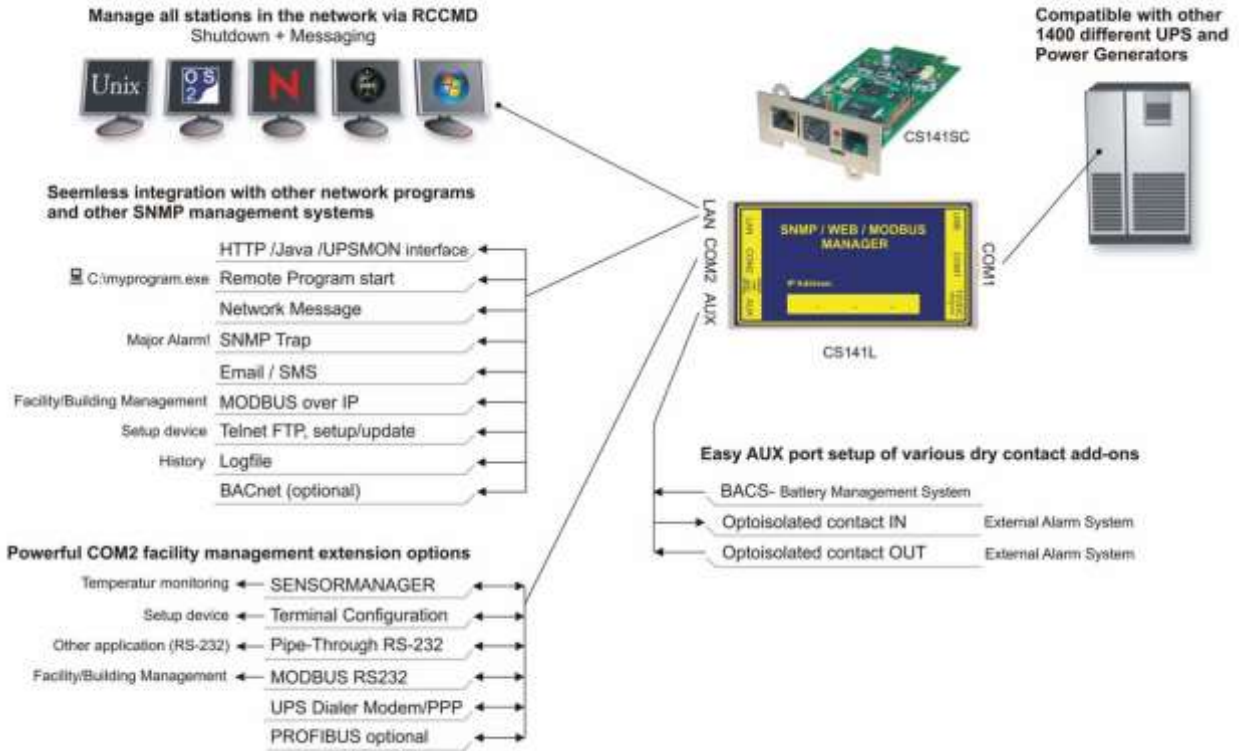 Manage all stations in the network via RCCMD
Shutdown + Messaging
Unix
OS
2
N
Compatible with other
1400 different UPS and
Power Generators
CS141SC
Seemless integration with other network programs
and other SNMP management systems
HTTP /Java /UPSMON interface
C:\myprogram.exe Remote Program start
Network Message
Major Alarm! SNMP Trap
Email / SMS
Facility/Building Management MODBUS over IP
Setup device Telnet FTP, setup/update
History Logfile
BACnet (optional)
LAN COM2 AUX
LAN COM2 AUX
SNMP / WEB / MODBUS
MANAGER
IP Address:
USB COM1
COM1
CS141L
Easy AUX port setup of various dry contact add-ons
BACS- Battery Management System
Optoisolated contact IN External Alarm System
Optoisolated contact OUT External Alarm System
Powerful COM2 facility management extension options
Temperatur monitoring SENSORMANAGER
Setup device Terminal Configuration
Other application (RS-232) Pipe-Through RS-232
Facility/Building Management MODBUS RS232
UPS Dialer Modem/PPP
PROFIBUS optional